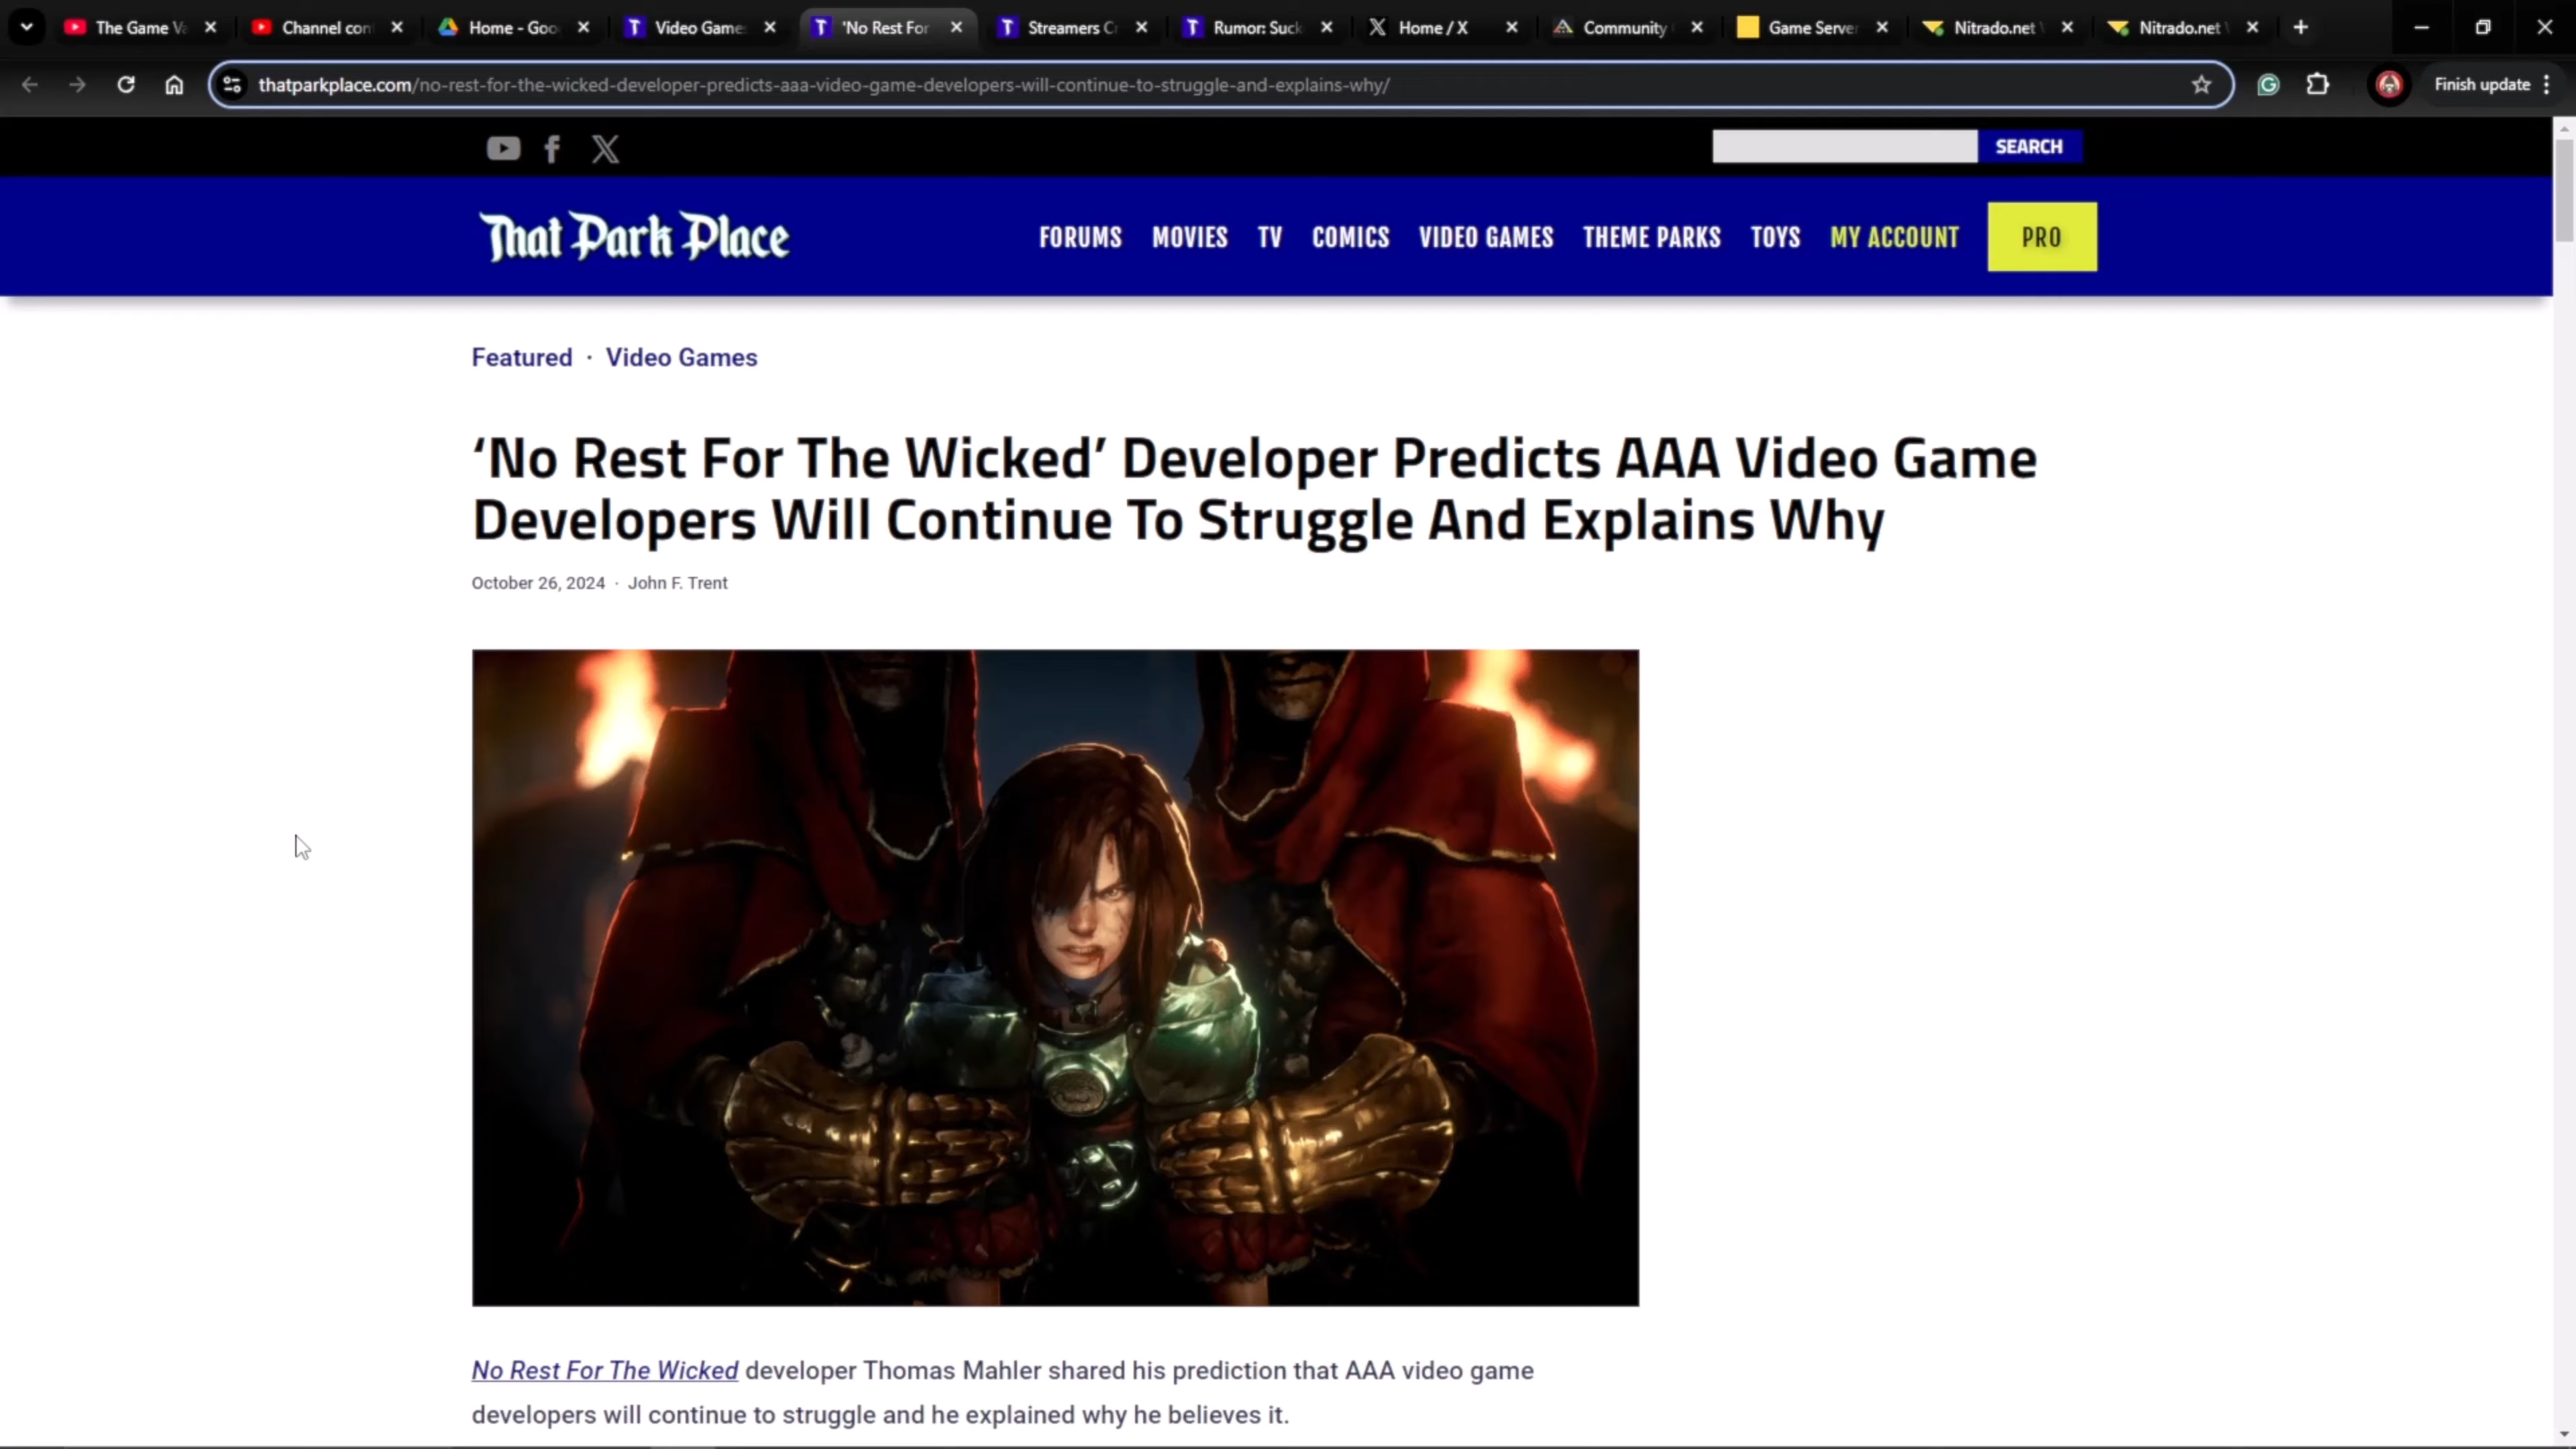 The Game Va
Channel con
Home - Goo
Video Game
'No Rest For
Streamers Cr
Rumor: Suck
Home / X
Community
Game Server
Nitrado.net
Nitrado.net
thatparkplace.com/no-rest-for-the-wicked-developer-predicts-aaa-video-game-developers-will-continue-to-struggle-and-explains-why/
Finish update
SEARCH
That Park Place
FORUMS MOVIES TV COMICS VIDEO GAMES THEME PARKS TOYS MY ACCOUNT PRO
Featured · Video Games
‘No Rest For The Wicked’ Developer Predicts AAA Video Game
Developers Will Continue To Struggle And Explains Why
October 26, 2024 · John F. Trent
No Rest For The Wicked developer Thomas Mahler shared his prediction that AAA video game
developers will continue to struggle and he explained why he believes it.